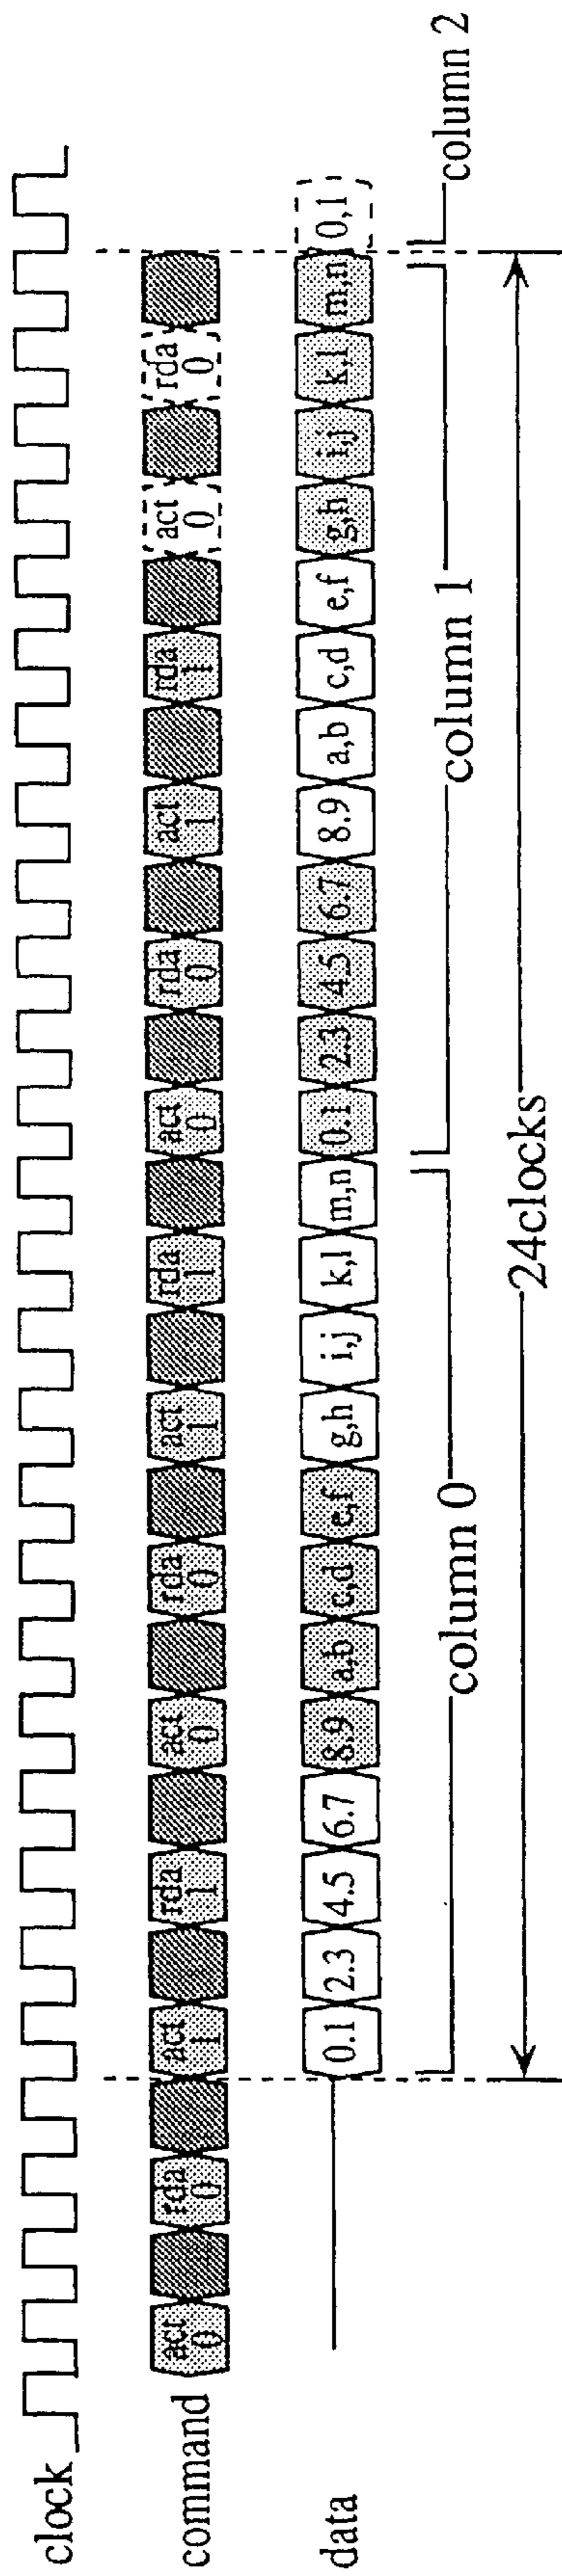 clock
command
act 0
rda 0
act 1
rda 1
act 0
rda 0
act 1
rda 1
act 0
rda 0
act 1
rda 1
act 0
rda 0
data
0.1 2.3 4.5 6.7 8.9 a,b c,d e,f g,h i,j k,l m,n 0.1 2.3 4.5 6.7 8.9 a,b c,d e,f g,h i,j k,l m,n 0,1
column 0 column 1 column 2
24clocks